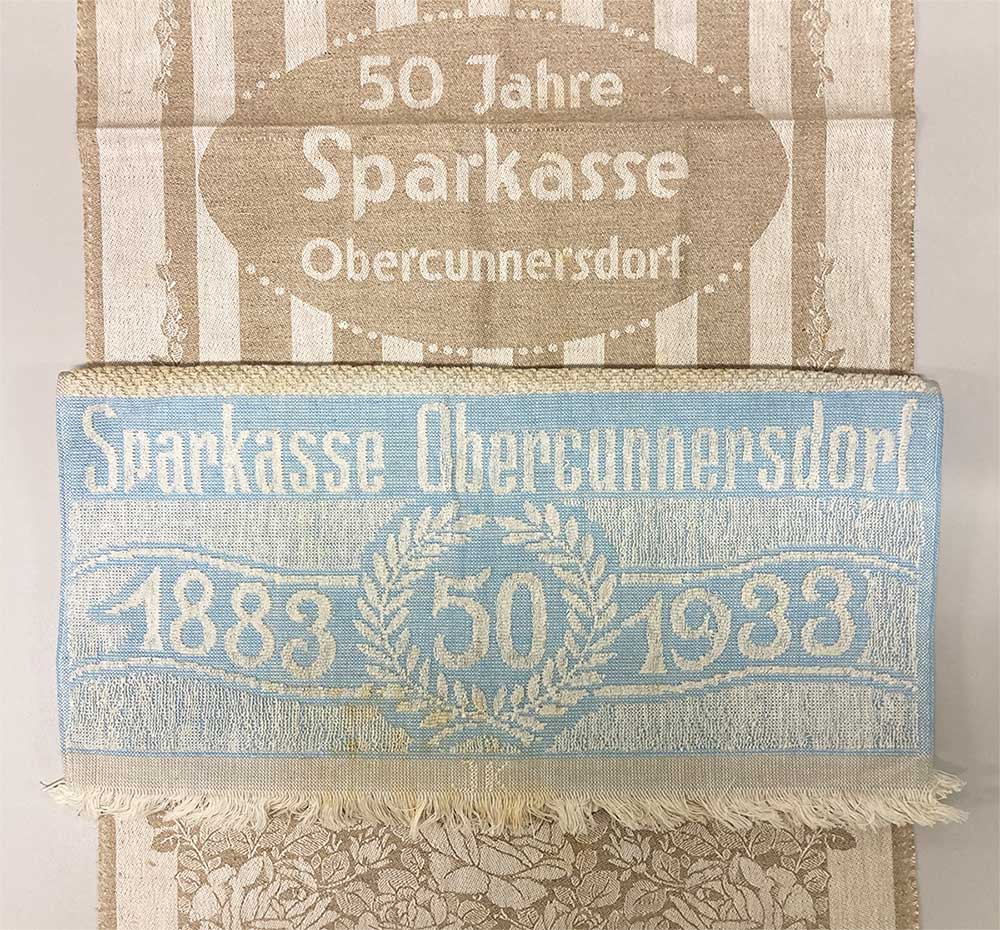 50 Jahre
Sparkasse
Obercunnersdorf
Sparkasse Obercunnersdorf
1883 50 1933